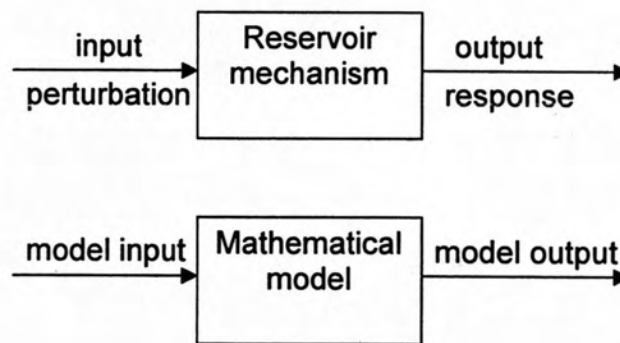 input
perturbation
Reservoir
mechanism
output
response
model input
Mathematical
model
model output